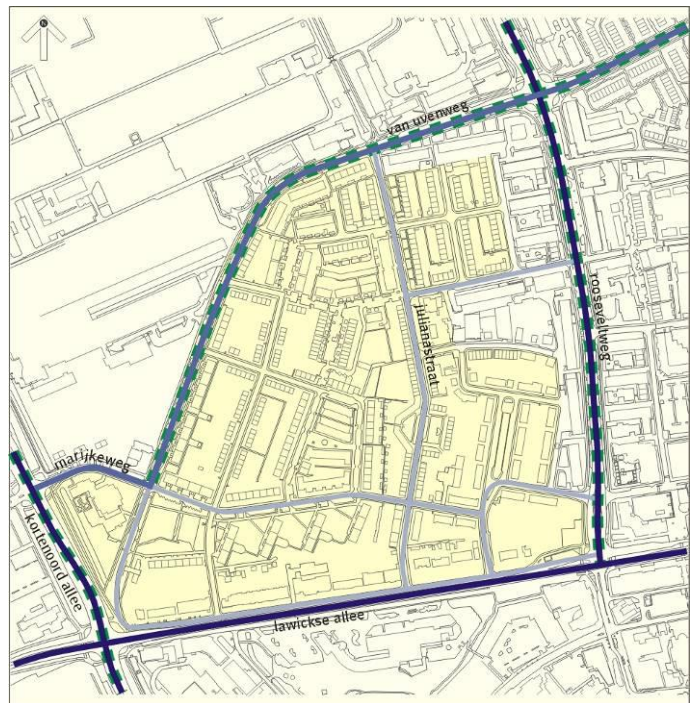 van uvenweg
rooseveltweg
julianastraat
marijkeweg
kortenoord allee
lawickse allee